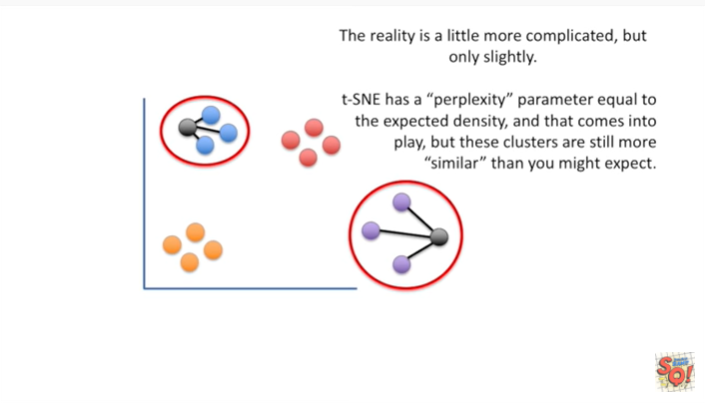 The reality is a little more complicated, but
only slightly.
t-SNE has a “perplexity” parameter equal to
the expected density, and that comes into
play, but these clusters are still more
“similar” than you might expect.
SQ!